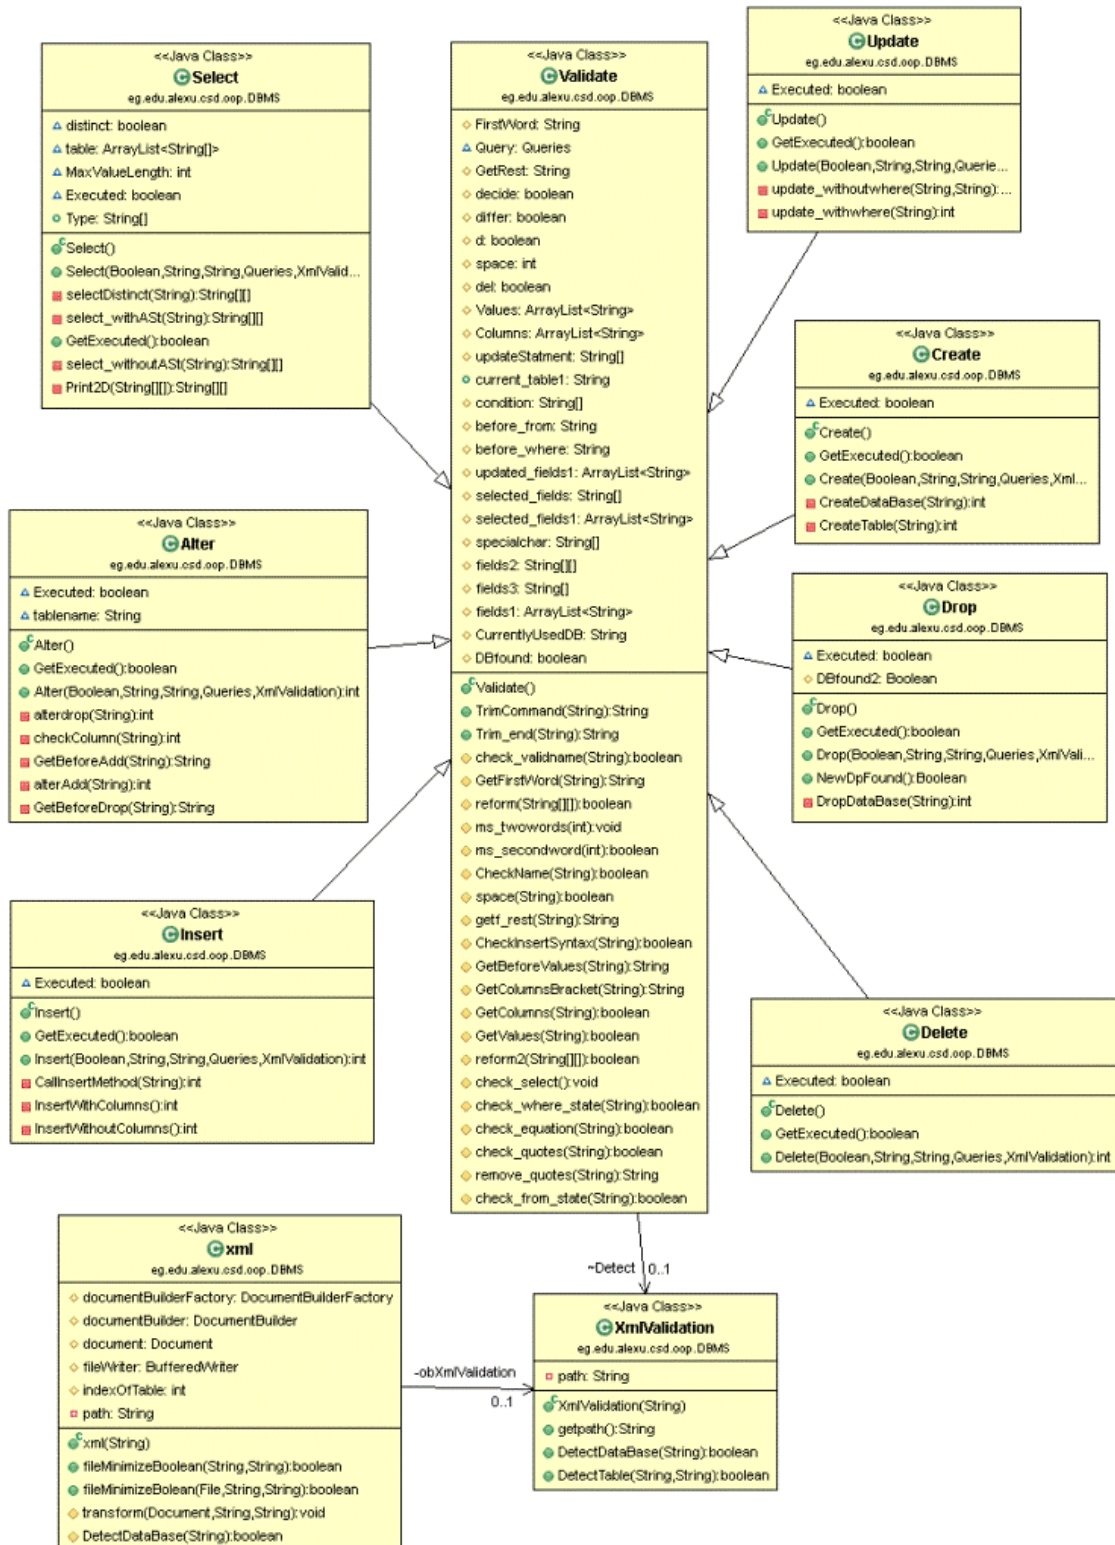 <<Java Class>>
Select
eg.edu.alexu.csd.oop.DBMS
distinct: boolean
table: ArrayList<String[]>
MaxValueLength: int
Executed: boolean
Type: String[]
Select()
Select(Boolean,String,String,Queries,XmlValid...
selectDistinct(String):String[][]
select_withASt(String):String[][]
GetExecuted():boolean
select_withoutASt(String):String[][]
Print2D(String[][]):String[][]
<<Java Class>>
Validate
eg.edu.alexu.csd.oop.DBMS
FirstWord: String
Query: Queries
GetRest: String
decide: boolean
differ: boolean
d: boolean
space: int
del: boolean
Values: ArrayList<String>
Columns: ArrayList<String>
updateStatment: String[]
current_table1: String
condition: String[]
before_from: String
before_where: String
updated_fields1: ArrayList<String>
selected_fields: String[]
selected_fields1: ArrayList<String>
specialchar: String[]
fields2: String[][]
fields3: String[]
fields1: ArrayList<String>
CurrentlyUsedDB: String
DBfound: boolean
Validate()
TrimCommand(String):String
Trim_end(String):String
check_validname(String):boolean
GetFirstWord(String):String
reform(String[][]):boolean
ms_twowords(int):void
ms_secondword(int):boolean
CheckName(String):boolean
space(String):boolean
getf_rest(String):String
CheckInsertSyntax(String):boolean
GetBeforeValues(String):String
GetColumnsBracket(String):String
GetColumns(String):boolean
GetValues(String):boolean
reform2(String[][]):boolean
check_select():void
check_where_state(String):boolean
check_equation(String):boolean
check_quotes(String):boolean
remove_quotes(String):String
check_from_state(String):boolean
<<Java Class>>
Update
eg.edu.alexu.csd.oop.DBMS
Executed: boolean
Update()
GetExecuted():boolean
Update(Boolean,String,String,Querie...
update_withoutwhere(String,String):...
update_withwhere(String):int
<<Java Class>>
Create
eg.edu.alexu.csd.oop.DBMS
Executed: boolean
Create()
GetExecuted():boolean
Create(Boolean,String,String,Queries,Xml...
CreateDataBase(String):int
CreateTable(String):int
<<Java Class>>
Alter
eg.edu.alexu.csd.oop.DBMS
Executed: boolean
tablename: String
Alter()
GetExecuted():boolean
Alter(Boolean,String,String,Queries,XmlValidation):int
alterdrop(String):int
checkColumn(String):int
GetBeforeAdd(String):String
alterAdd(String):int
GetBeforeDrop(String):String
<<Java Class>>
Drop
eg.edu.alexu.csd.oop.DBMS
Executed: boolean
DBfound2: Boolean
Drop()
GetExecuted():boolean
Drop(Boolean,String,String,Queries,XmlVali...
NewDpFound():Boolean
DropDataBase(String):int
<<Java Class>>
Insert
eg.edu.alexu.csd.oop.DBMS
Executed: boolean
Insert()
GetExecuted():boolean
Insert(Boolean,String,String,Queries,XmlValidation):int
CallInsertMethod(String):int
InsertWithColumns():int
InsertWithoutColumns():int
<<Java Class>>
Delete
eg.edu.alexu.csd.oop.DBMS
Executed: boolean
Delete()
GetExecuted():boolean
Delete(Boolean,String,String,Queries,XmlValidation):int
<<Java Class>>
xml
eg.edu.alexu.csd.oop.DBMS
documentBuilderFactory: DocumentBuilderFactory
documentBuilder: DocumentBuilder
document: Document
fileWriter: BufferedWriter
indexOfTable: int
path: String
xml(String)
fileMinimizeBoolean(String,String):boolean
fileMinimizeBolean(File,String,String):boolean
transform(Document,String,String):void
DetectDataBase(String):boolean
~Detect 0..1
-obXmlValidation
0..1
<<Java Class>>
XmlValidation
eg.edu.alexu.csd.oop.DBMS
path: String
XmlValidation(String)
getpath():String
DetectDataBase(String):boolean
DetectTable(String,String):boolean